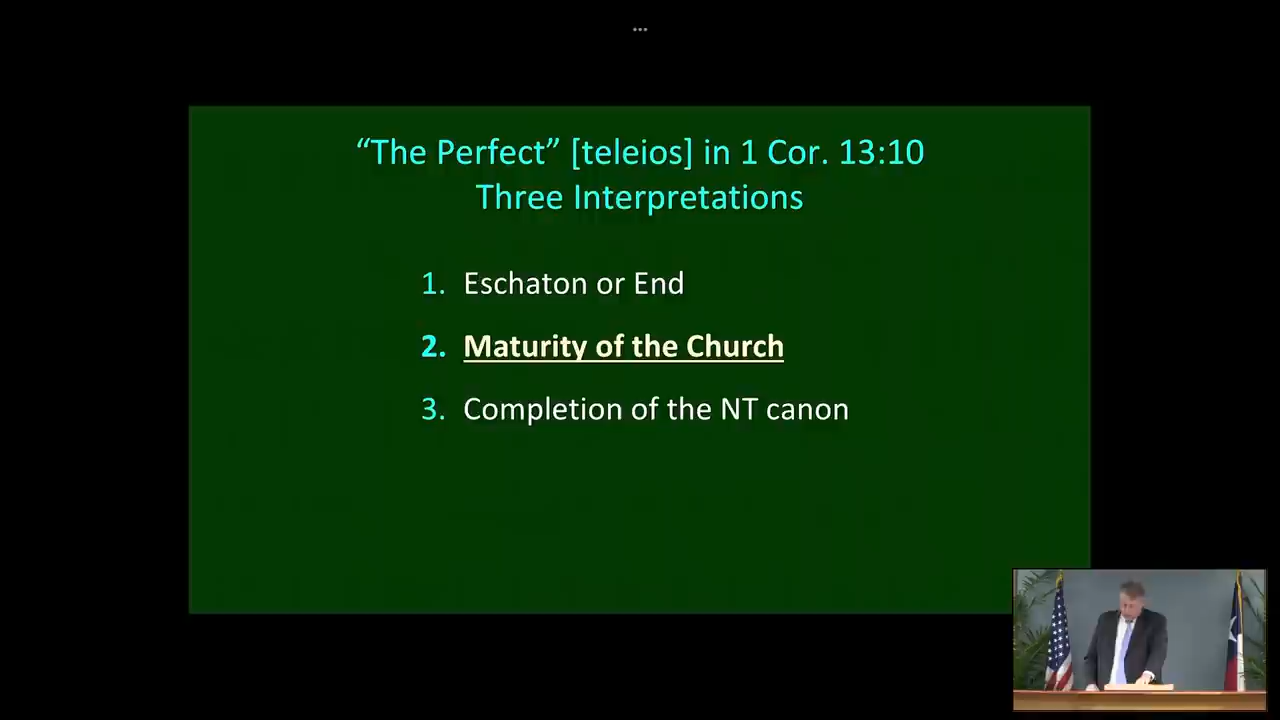 “The Perfect” [teleios] in 1 Cor. 13:10
Three Interpretations
1. Eschaton or End
2. Maturity of the Church
3. Completion of the NT canon